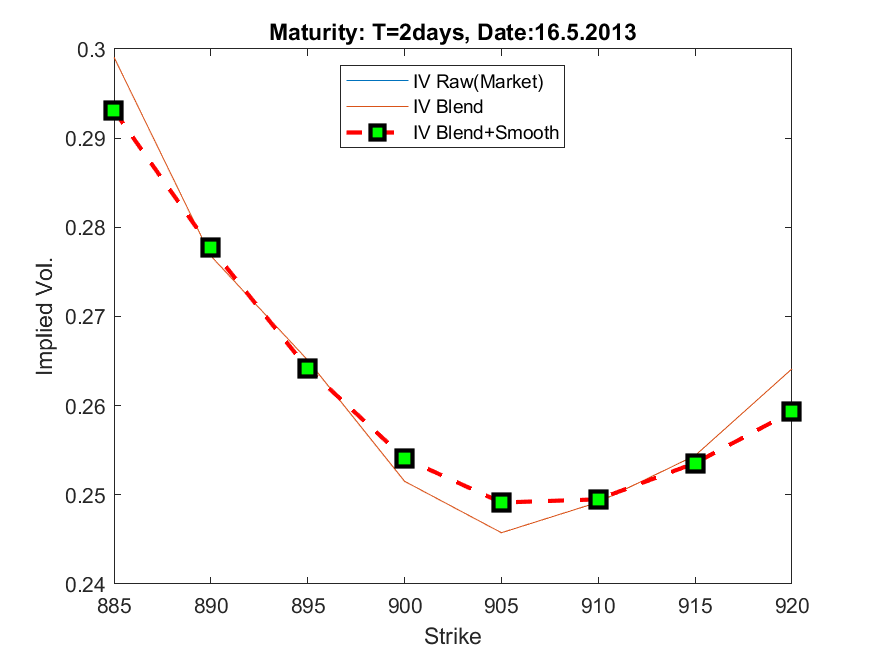 Maturity: T=2days, Date:16.5.2013
0.3
IV Raw(Market)
IV Blend
IV Blend+Smooth
0.29
0.28
0.27
0.26
0.25
0.24
Implied Vol.
885 890 895 900 905 910 915 920
Strike